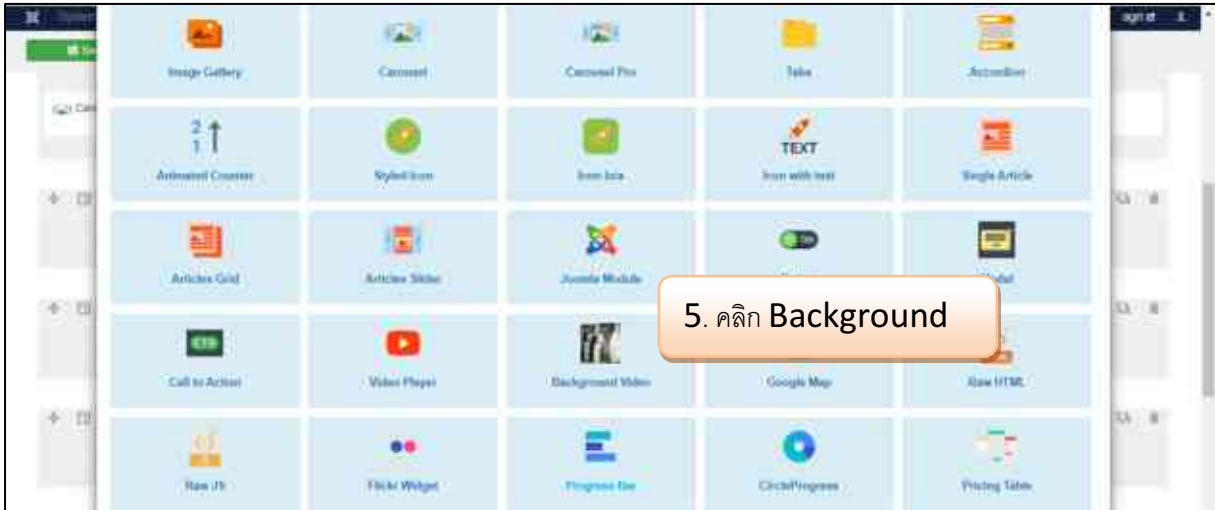 Image Gallery Carousel Carousel Pro Tabs Accordion
Animated Counter Styled Icon Icon box Icon with text Single Article
TEXT
Articles Grid Articles Slider Joomla Module
5. คลิก Background
Call to Action Video Player Background Video Google Map Raw HTML
Raw JS Flickr Widget Progress Bar CircleProgress Pricing Table